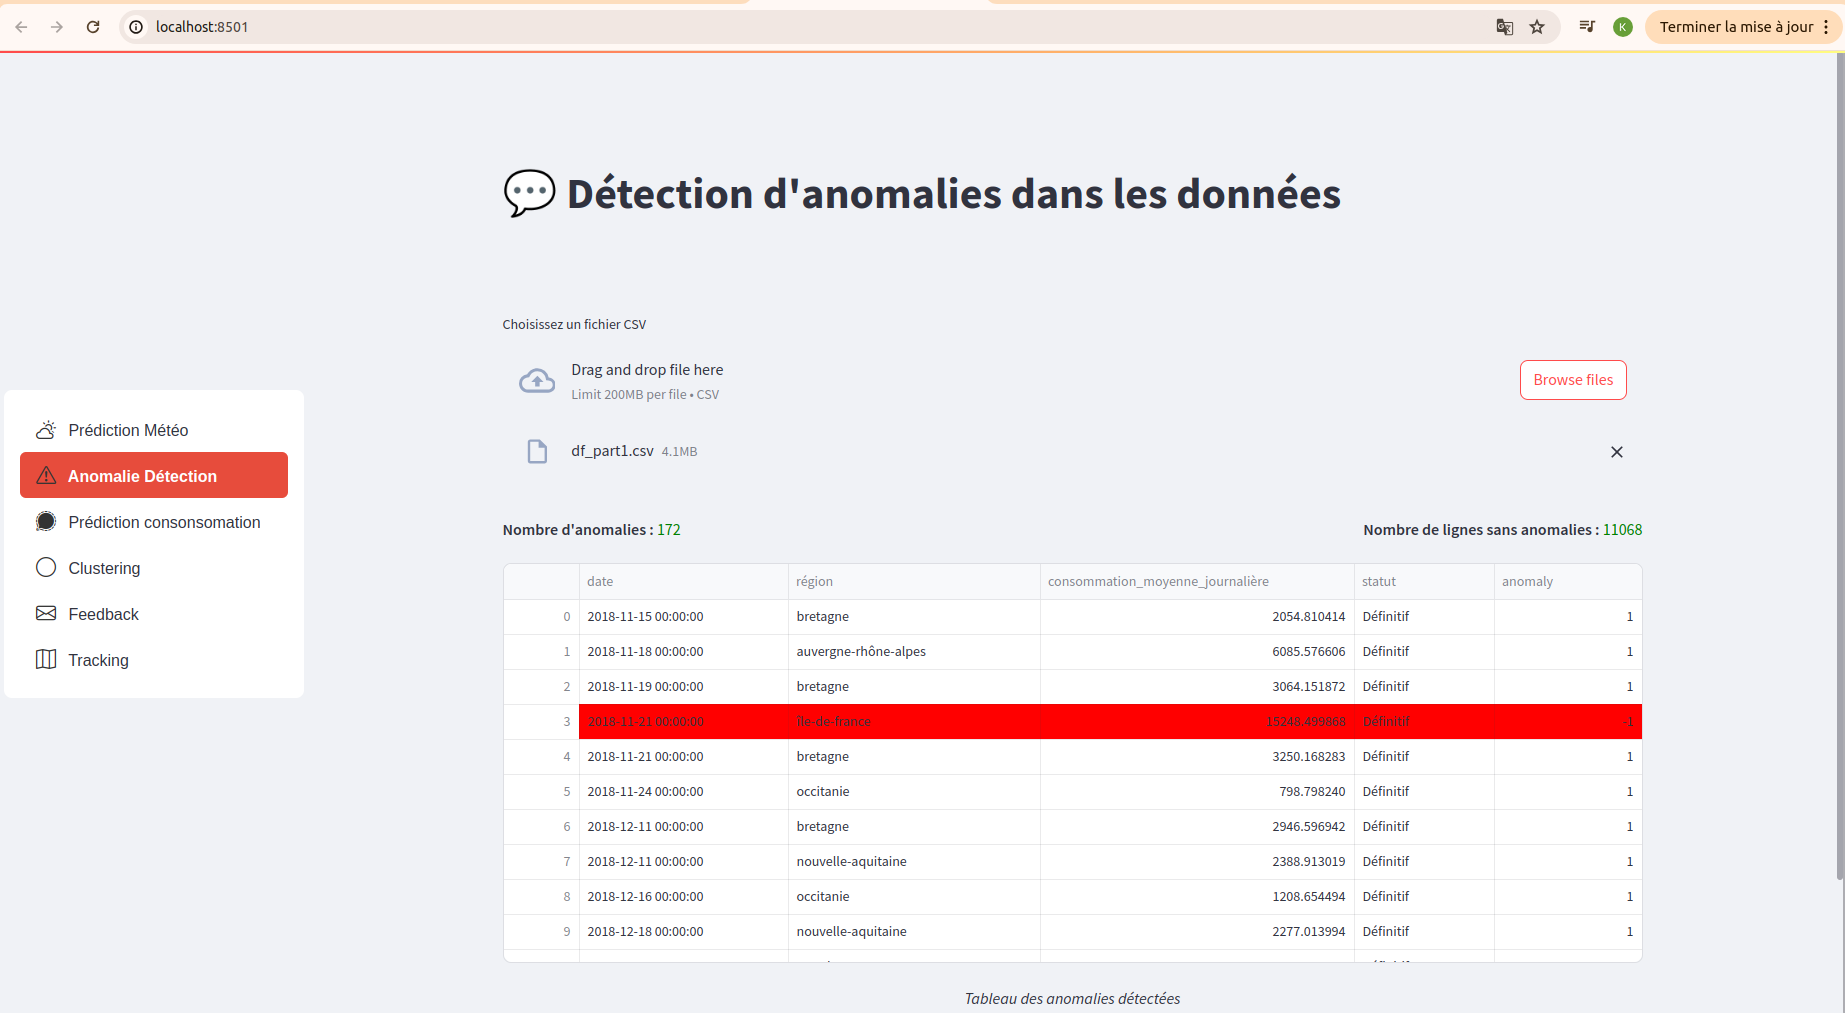 localhost:8501
K
Terminer la mise à jour
💬 Détection d'anomalies dans les données
Choisissez un fichier CSV
Drag and drop file here
Limit 200MB per file • CSV
Browse files
df_part1.csv 4.1MB
Prédiction Météo
Anomalie Détection
Prédiction consonsomation
Clustering
Feedback
Tracking
Nombre d'anomalies : 172
Nombre de lignes sans anomalies : 11068
date région consommation_moyenne_journalière statut anomaly
0 2018-11-15 00:00:00 bretagne 2054.810414 Définitif 1
1 2018-11-18 00:00:00 auvergne-rhône-alpes 6085.576606 Définitif 1
2 2018-11-19 00:00:00 bretagne 3064.151872 Définitif 1
3 2018-11-21 00:00:00 île-de-france 15248.499868 Définitif -1
4 2018-11-21 00:00:00 bretagne 3250.168283 Définitif 1
5 2018-11-24 00:00:00 occitanie 798.798240 Définitif 1
6 2018-12-11 00:00:00 bretagne 2946.596942 Définitif 1
7 2018-12-11 00:00:00 nouvelle-aquitaine 2388.913019 Définitif 1
8 2018-12-16 00:00:00 occitanie 1208.654494 Définitif 1
9 2018-12-18 00:00:00 nouvelle-aquitaine 2277.013994 Définitif 1
Tableau des anomalies détectées